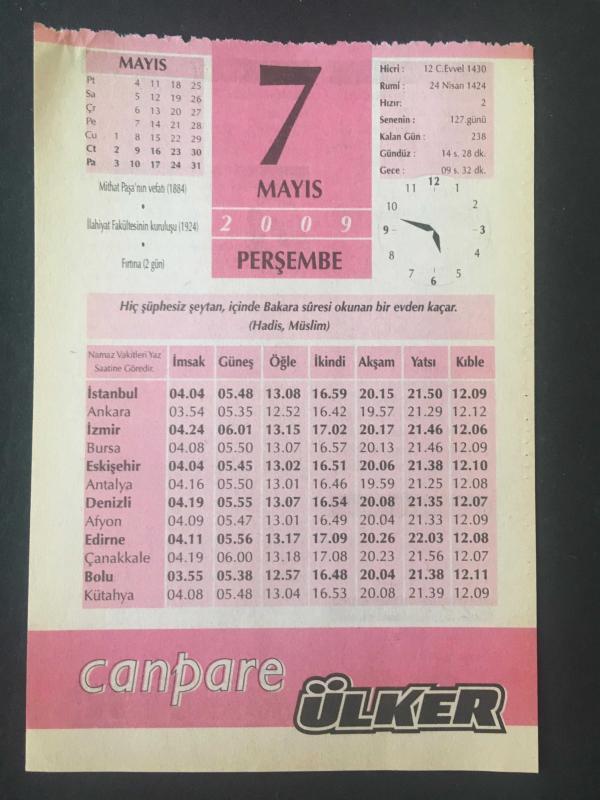 MAYIS
Pt 4 11 18 25
Sa 5 12 19 26
Çr 6 13 20 27
Pe 7 14 21 28
Cu 1 8 15 22 29
Ct 2 9 16 23 30
Pa 3 10 17 24 31
Mithat Paşa'nın vefatı (1884)
•
İlahiyat Fakültesinin kuruluşu (1924)
•
Fırtına (2 gün)
7
MAYIS
2009
PERŞEMBE
Hicri : 12 C.Evvel 1430
Rumi : 24 Nisan 1424
Hızır: 2
Senenin : 127.günü
Kalan Gün : 238
Gündüz : 14 s. 28 dk.
Gece : 09 s. 32 dk.
11 12 1
10 2
9 3
8 4
7 6 5
Hiç şüphesiz şeytan, içinde Bakara sûresi okunan bir evden kaçar.
(Hadis, Müslim)
Namaz Vakitleri Yaz
Saatine Göredir.
İmsak Güneş Öğle İkindi Akşam Yatsı Kıble
İstanbul 04.04 05.48 13.08 16.59 20.15 21.50 12.09
Ankara 03.54 05.35 12.52 16.42 19.57 21.29 12.12
İzmir 04.24 06.01 13.15 17.02 20.17 21.46 12.06
Bursa 04.08 05.50 13.07 16.57 20.13 21.46 12.09
Eskişehir 04.04 05.45 13.02 16.51 20.06 21.38 12.10
Antalya 04.16 05.50 13.01 16.46 19.59 21.25 12.08
Denizli 04.19 05.55 13.07 16.54 20.08 21.35 12.07
Afyon 04.09 05.47 13.01 16.49 20.04 21.33 12.09
Edirne 04.11 05.56 13.17 17.09 20.26 22.03 12.08
Çanakkale 04.19 06.00 13.18 17.08 20.23 21.56 12.07
Bolu 03.55 05.38 12.57 16.48 20.04 21.38 12.11
Kütahya 04.08 05.48 13.04 16.53 20.08 21.39 12.09
canpare
ÜLKER